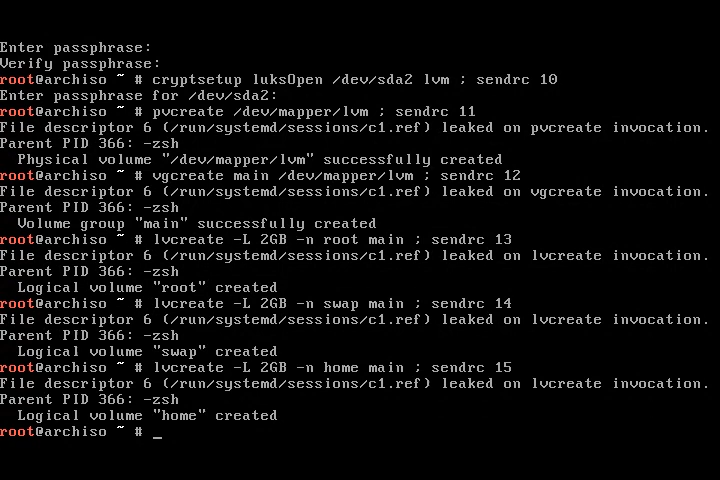 Enter passphrase:
Verify passphrase:
root@archiso ~ # cryptsetup luksOpen /dev/sda2 lvm ; sendrc 10
Enter passphrase for /dev/sda2:
root@archiso ~ # pvcreate /dev/mapper/lvm ; sendrc 11
File descriptor 6 (/run/systemd/sessions/c1.ref) leaked on pvcreate invocation.
Parent PID 366: -zsh
  Physical volume "/dev/mapper/lvm" successfully created
root@archiso ~ # vgcreate main /dev/mapper/lvm ; sendrc 12
File descriptor 6 (/run/systemd/sessions/c1.ref) leaked on vgcreate invocation.
Parent PID 366: -zsh
  Volume group "main" successfully created
root@archiso ~ # lvcreate -L 2GB -n root main ; sendrc 13
File descriptor 6 (/run/systemd/sessions/c1.ref) leaked on lvcreate invocation.
Parent PID 366: -zsh
  Logical volume "root" created
root@archiso ~ # lvcreate -L 2GB -n swap main ; sendrc 14
File descriptor 6 (/run/systemd/sessions/c1.ref) leaked on lvcreate invocation.
Parent PID 366: -zsh
  Logical volume "swap" created
root@archiso ~ # lvcreate -L 2GB -n home main ; sendrc 15
File descriptor 6 (/run/systemd/sessions/c1.ref) leaked on lvcreate invocation.
Parent PID 366: -zsh
  Logical volume "home" created
root@archiso ~ # _